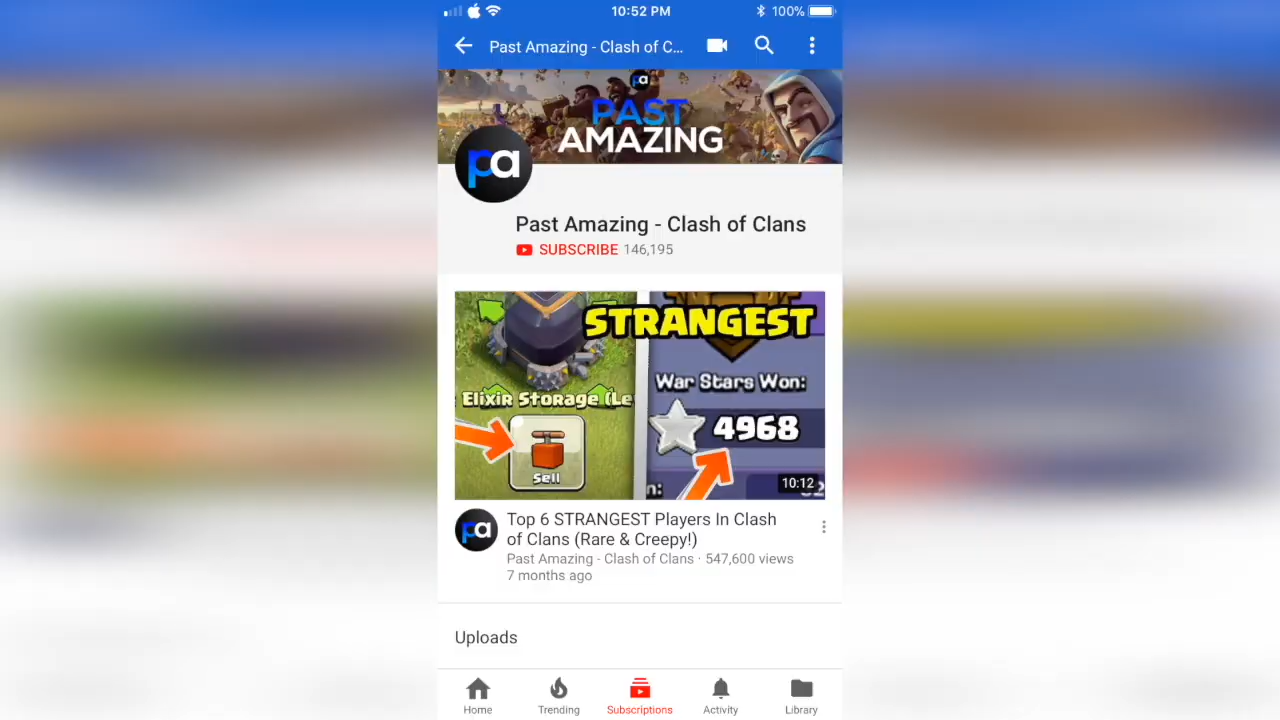 10:52 PM
100%
Past Amazing - Clash of C...
pa
PAST
AMAZING
pa
Past Amazing - Clash of Clans
SUBSCRIBE 146,195
STRANGEST
War Stars Won:
Elixir Storage (Le
4968
Sell
10:12
pa
Top 6 STRANGEST Players In Clash
of Clans (Rare & Creepy!)
Past Amazing - Clash of Clans · 547,600 views
7 months ago
Uploads
Home
Trending
Subscriptions
Activity
Library